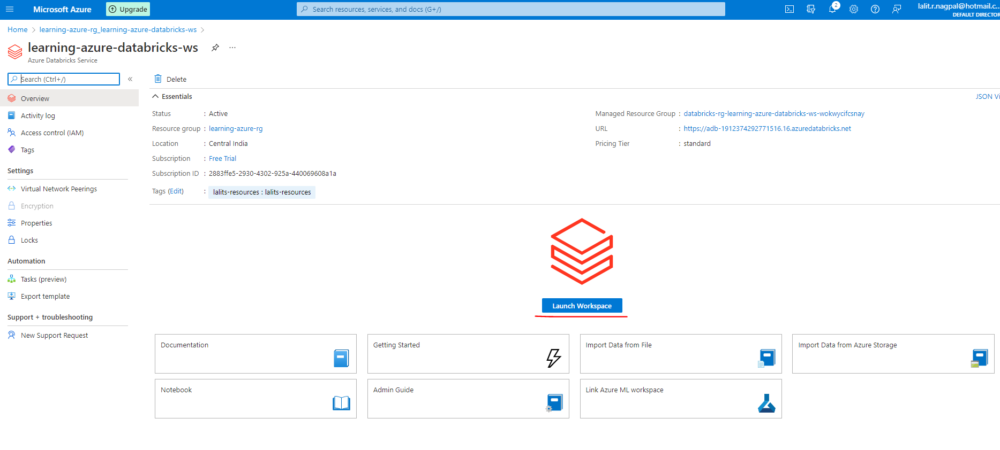 Microsoft Azure
Upgrade
Search resources, services, and docs (G+/)
2
lalit.r.nagpal@hotmail.c...
DEFAULT DIRECTOR
Home > learning-azure-rg_learning-azure-databricks-ws >
learning-azure-databricks-ws
...
Azure Databricks Service
Search (Ctrl+/)
«
Overview
Activity log
Access control (IAM)
Tags
Settings
Virtual Network Peerings
Encryption
Properties
Locks
Automation
Tasks (preview)
Export template
Support + troubleshooting
New Support Request
Delete
Essentials
JSON Vi
Status : Active
Resource group : learning-azure-rg
Location : Central India
Subscription : Free Trial
Subscription ID : 2883ffe5-2930-4302-925a-440069608a1a
Tags (Edit) : lalits-resources : lalits-resources
Managed Resource Group : databricks-rg-learning-azure-databricks-ws-wokwycifcsnay
URL : https://adb-1912374292771516.16.azuredatabricks.net
Pricing Tier : standard
Launch Workspace
Documentation
Getting Started
Import Data from File
Import Data from Azure Storage
Notebook
Admin Guide
Link Azure ML workspace